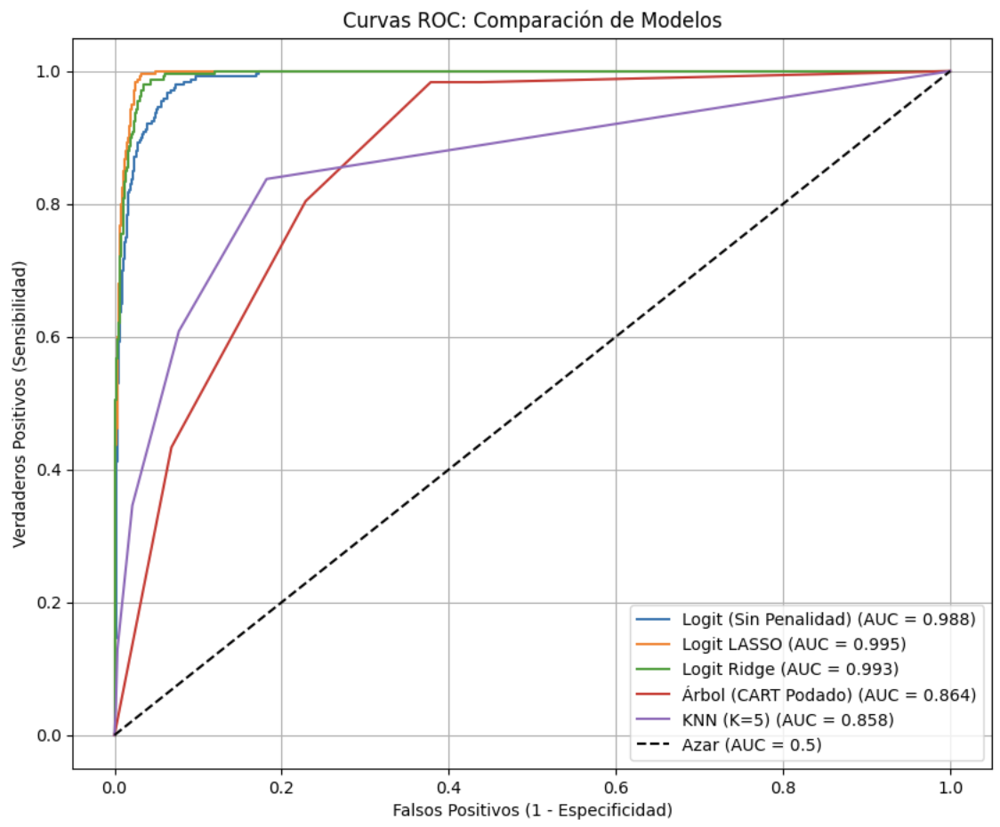 Curvas ROC: Comparación de Modelos
Verdaderos Positivos (Sensibilidad)
1.0
0.8
0.6
0.4
0.2
0.0
0.0 0.2 0.4 0.6 0.8 1.0
Falsos Positivos (1 - Especificidad)
Logit (Sin Penalidad) (AUC = 0.988)
Logit LASSO (AUC = 0.995)
Logit Ridge (AUC = 0.993)
Árbol (CART Podado) (AUC = 0.864)
KNN (K=5) (AUC = 0.858)
Azar (AUC = 0.5)